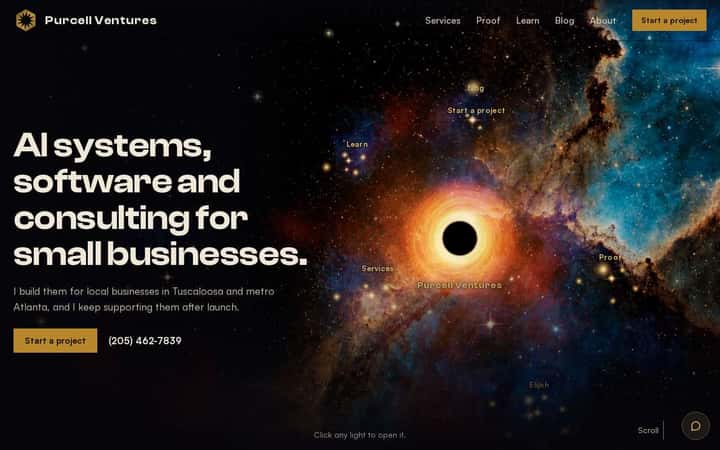 Purcell Ventures
Services Proof Learn Blog About Start a project
Blog
Start a project
Learn
AI systems,
software and
consulting for
small businesses.
Services
Proof
Purcell Ventures
I build them for local businesses in Tuscaloosa and metro
Atlanta, and I keep supporting them after launch.
Start a project (205) 462-7839
Elijah
Click any light to open it.
Scroll